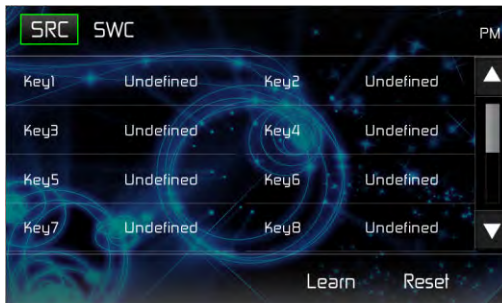 SRC SWC PM
Key1 Undefined Key2 Undefined
Key3 Undefined Key4 Undefined
Key5 Undefined Key6 Undefined
Key7 Undefined Key8 Undefined
Learn Reset